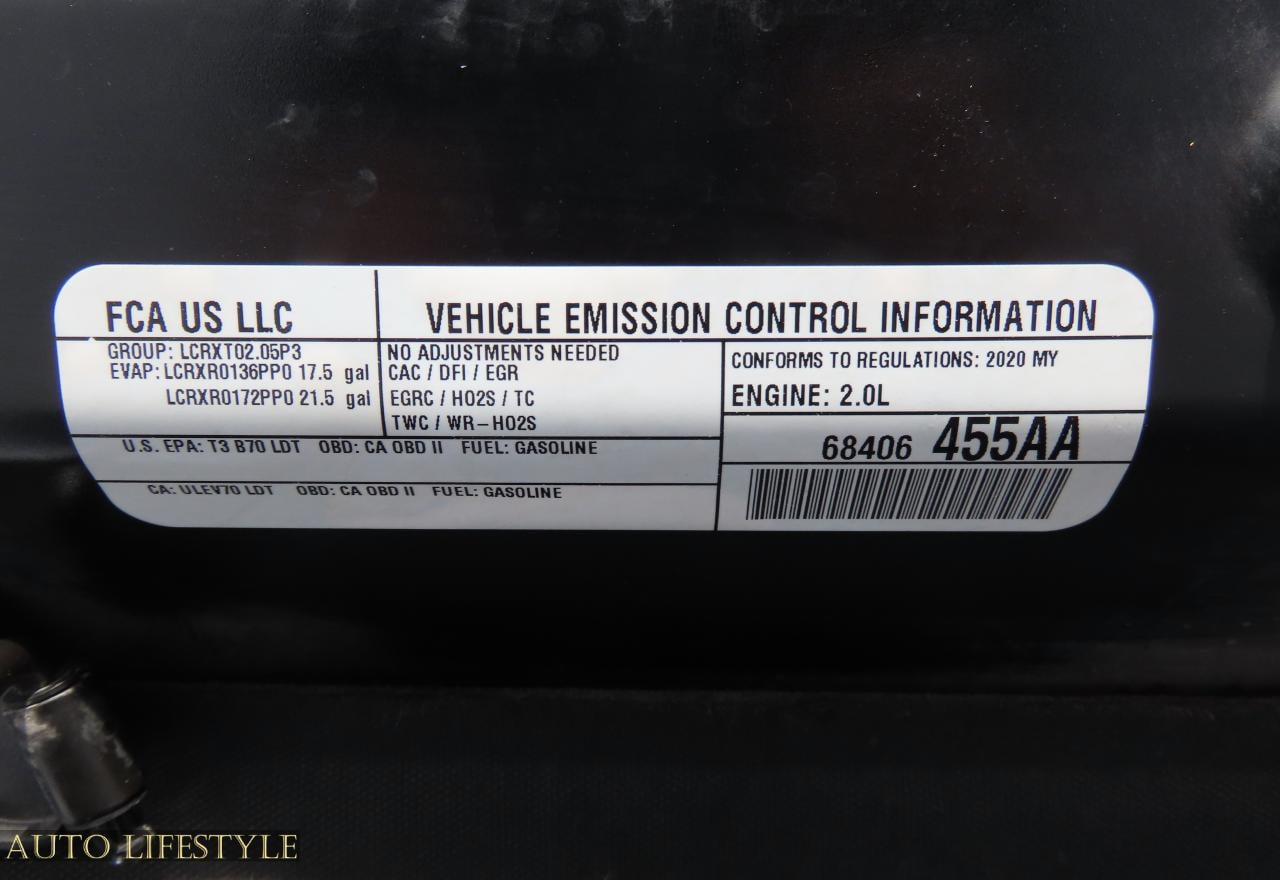 FCA US LLC
VEHICLE EMISSION CONTROL INFORMATION
GROUP: LCRXT02.05P3
EVAP: LCRXR0136PP0 17.5 gal
LCRXR0172PP0 21.5 gal
NO ADJUSTMENTS NEEDED
CAC / DFI / EGR
EGRC / HO2S / TC
TWC / WR-HO2S
CONFORMS TO REGULATIONS: 2020 MY
ENGINE: 2.0L
68406 455AA
U.S. EPA: T3 B70 LDT OBD: CA OBD II FUEL: GASOLINE
CA: ULEV70 LDT OBD: CA OBD II FUEL: GASOLINE
AUTO LIFESTYLE